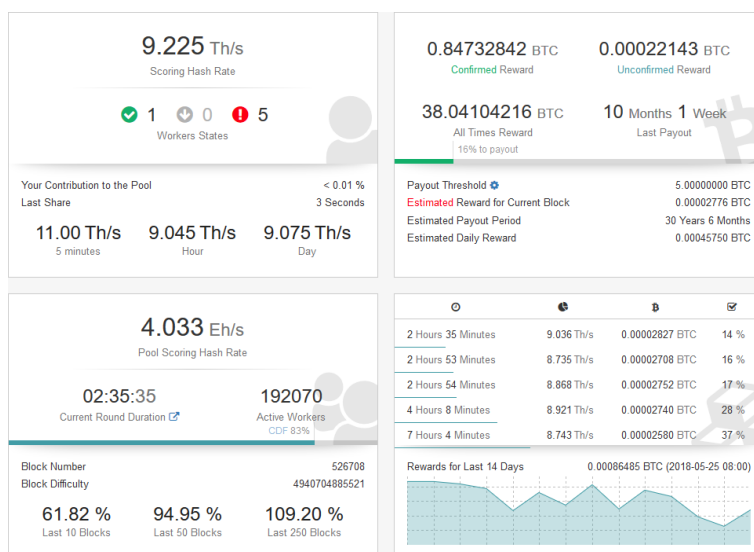 9.225 Th/s
Scoring Hash Rate
1 0 5
Workers States
Your Contribution to the Pool < 0.01 %
Last Share 3 Seconds
11.00 Th/s 9.045 Th/s 9.075 Th/s
5 minutes Hour Day
0.84732842 BTC 0.00022143 BTC
Confirmed Reward Unconfirmed Reward
38.04104216 BTC 10 Months 1 Week
All Times Reward Last Payout
16% to payout
Payout Threshold 5.00000000 BTC
Estimated Reward for Current Block 0.00002776 BTC
Estimated Payout Period 30 Years 6 Months
Estimated Daily Reward 0.00045750 BTC
4.033 Eh/s
Pool Scoring Hash Rate
02:35:35 192070
Current Round Duration Active Workers
CDF 83%
Block Number 526708
Block Difficulty 4940704885521
61.82 % 94.95 % 109.20 %
Last 10 Blocks Last 50 Blocks Last 250 Blocks
2 Hours 35 Minutes 9.036 Th/s 0.00002827 BTC 14 %
2 Hours 53 Minutes 8.735 Th/s 0.00002708 BTC 16 %
2 Hours 54 Minutes 8.868 Th/s 0.00002752 BTC 17 %
4 Hours 8 Minutes 8.921 Th/s 0.00002740 BTC 28 %
7 Hours 4 Minutes 8.743 Th/s 0.00002580 BTC 37 %
Rewards for Last 14 Days 0.00086485 BTC (2018-05-25 08:00)